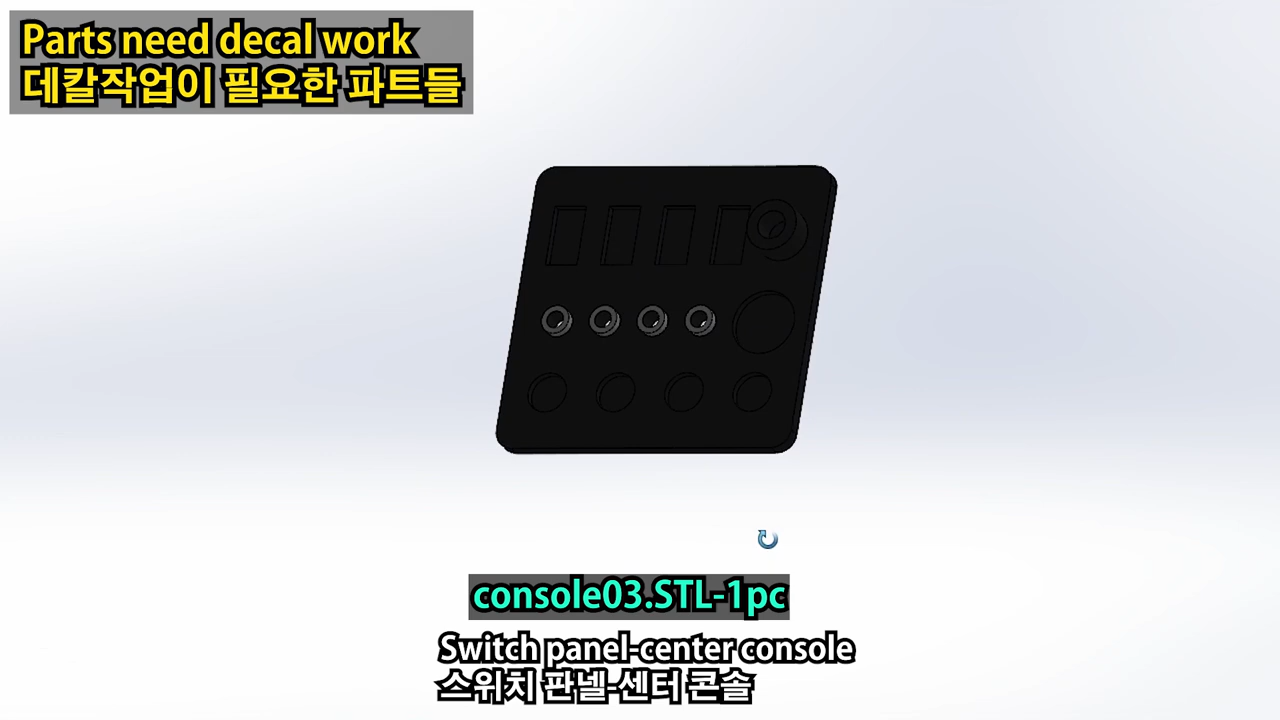 Parts need decal work
데칼작업이 필요한 파트들
console03.STL-1pc
Switch panel-center console
스위치 판넬-센터 콘솔